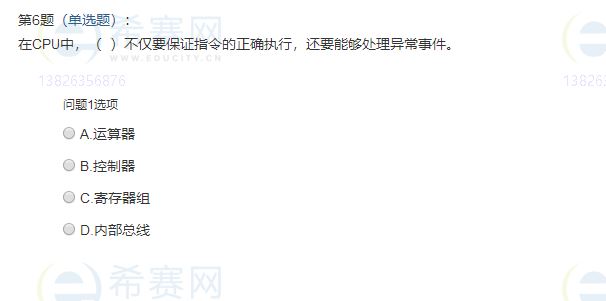 第6题（单选题）：
在CPU中，（ ）不仅要保证指令的正确执行，还要能够处理异常事件。
希赛网
WWW.EDUCITY.CN
13826356876
13826
问题1选项
A.运算器
B.控制器
C.寄存器组
D.内部总线
希赛网